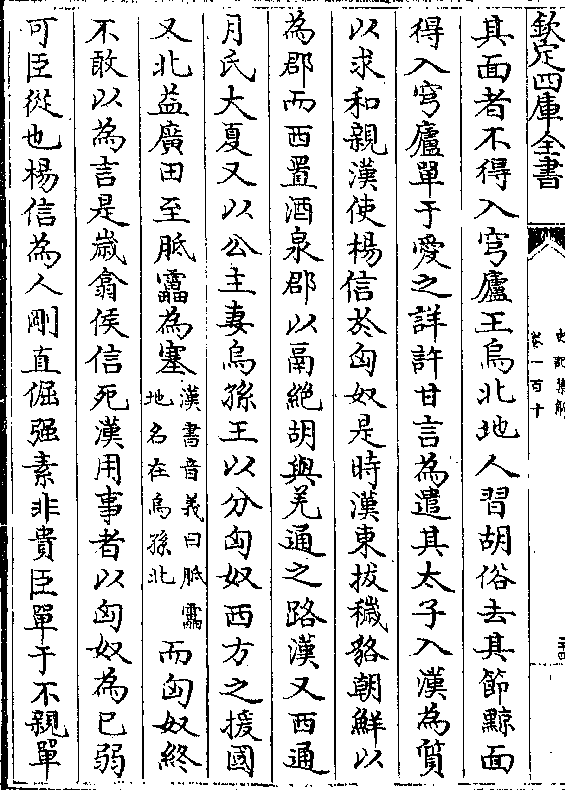 欽定四庫全書
史記集解
卷一百十
二十四
其面者不得入穹廬王烏北地人習胡俗去其節黥面
得入穹廬單于愛之詳許甘言為遣其太子入漢為質
以求和親漢使楊信於匈奴是時漢東拔穢貉朝鮮以
為郡而西置酒泉郡以鬲絶胡與羌通之路漢又西通
月氏大夏又以公主妻烏孫王以分匈奴西方之援國
又北益廣田至胘靁為塞漢書音義曰胘靁地名在烏孫北而匈奴終
不敢以為言是歲翕侯信死漢用事者以匈奴為已弱
可臣從也楊信為人剛直倔强素非貴臣單于不親單